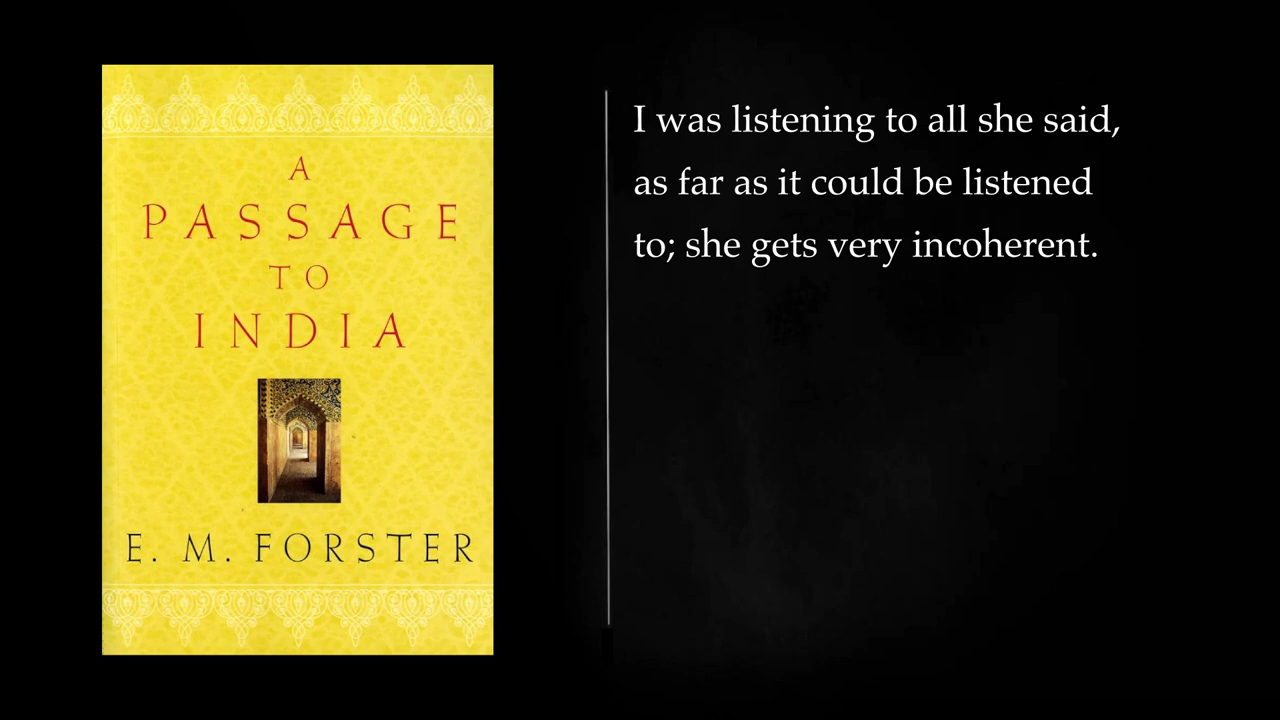 A
PASSAGE
TO
INDIA
E. M. FORSTER
I was listening to all she said,
as far as it could be listened
to; she gets very incoherent.